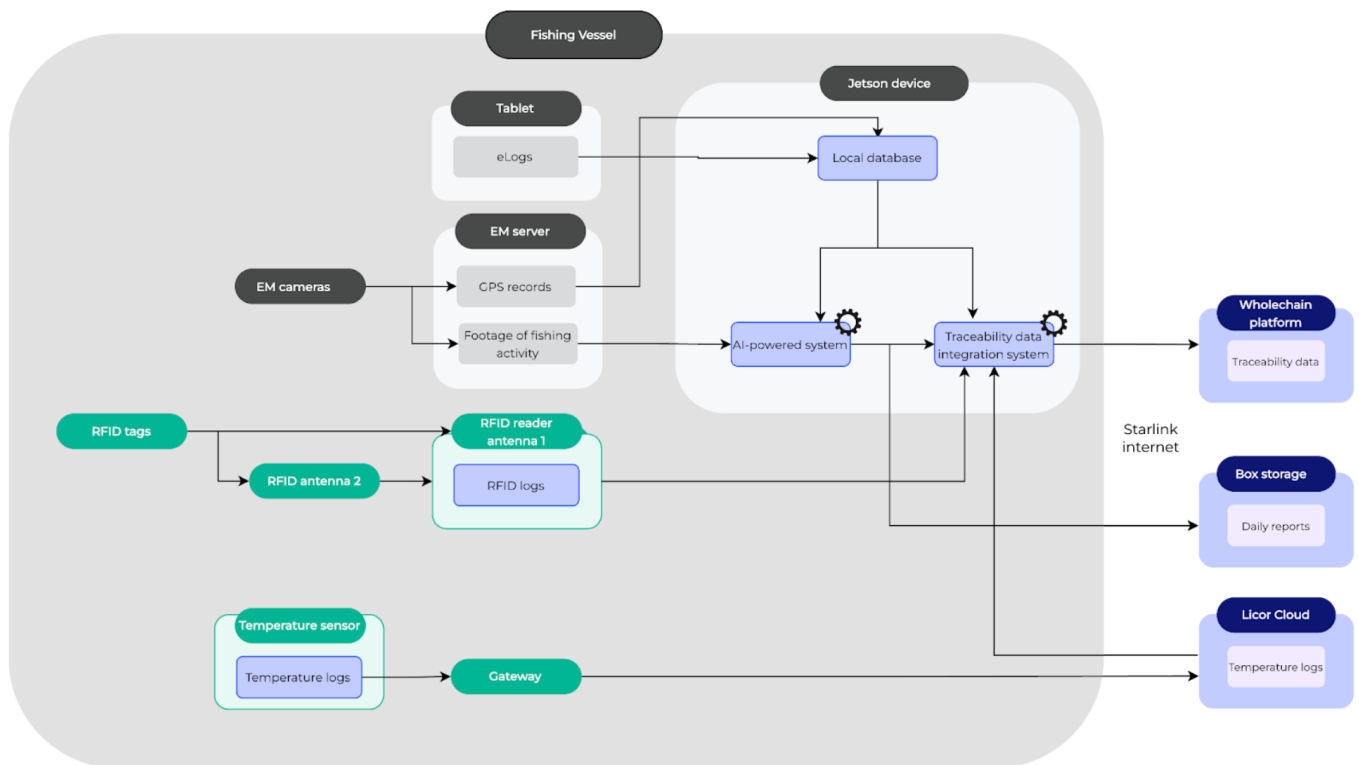 Fishing Vessel
Jetson device
Tablet
eLogs
Local database
EM server
EM cameras
GPS records
Footage of fishing
activity
AI-powered system
Traceability data
integration system
Wholechain
platform
Traceability data
RFID tags
RFID reader
antenna 1
RFID antenna 2
RFID logs
Starlink
internet
Box storage
Daily reports
Temperature sensor
Temperature logs
Gateway
Licor Cloud
Temperature logs